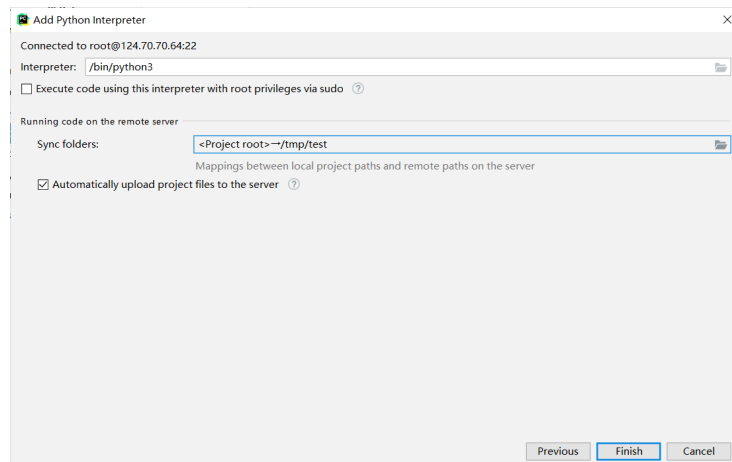 PC Add Python Interpreter
Connected to root@124.70.70.64:22
Interpreter: /bin/python3
Execute code using this interpreter with root privileges via sudo ?
Running code on the remote server
Sync folders: <Project root>→/tmp/test
Mappings between local project paths and remote paths on the server
Automatically upload project files to the server ?
Previous Finish Cancel